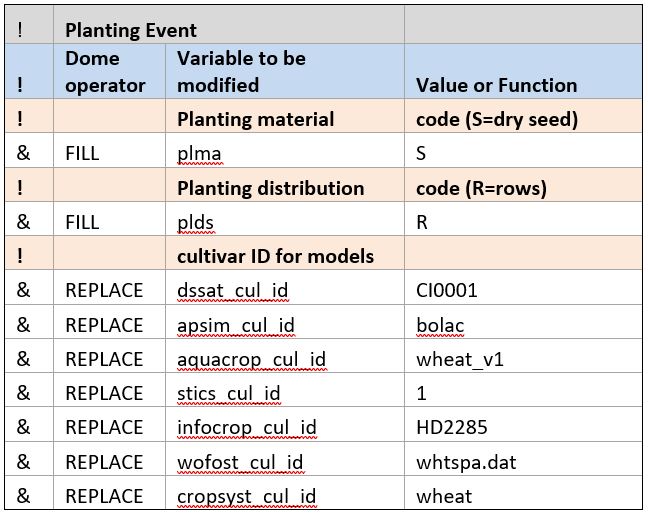 ! Planting Event
Dome Variable to be
! operator modified Value or Function
! Planting material code (S=dry seed)
& FILL plma S
! Planting distribution code (R=rows)
& FILL plds R
! cultivar ID for models
& REPLACE dssat_cul_id CI0001
& REPLACE apsim_cul_id bolac
& REPLACE aquacrop_cul_id wheat_v1
& REPLACE stics_cul_id 1
& REPLACE infocrop_cul_id HD2285
& REPLACE wofost_cul_id whtspa.dat
& REPLACE cropsyst_cul_id wheat